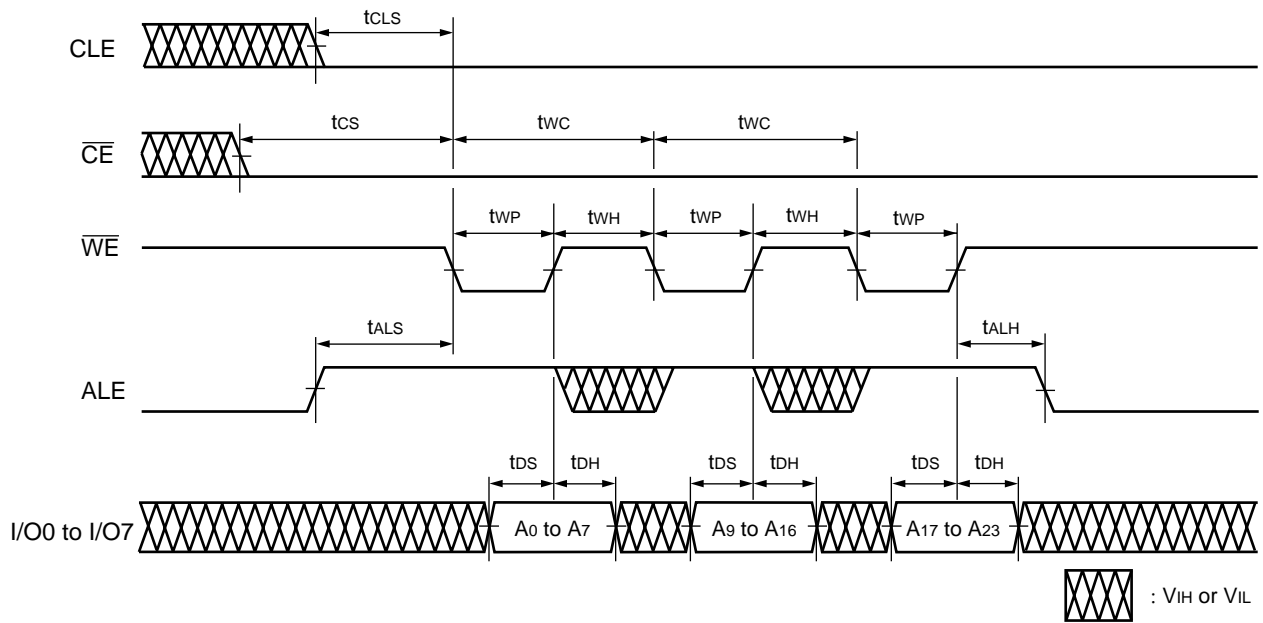 tCLS
CLE
tCS tWC tWC
CE
tWP tWH tWP tWH tWP
WE
tALS tALH
ALE
tDS tDH tDS tDH tDS tDH
I/O0 to I/O7 A0 to A7 A9 to A16 A17 to A23
: VIH or VIL